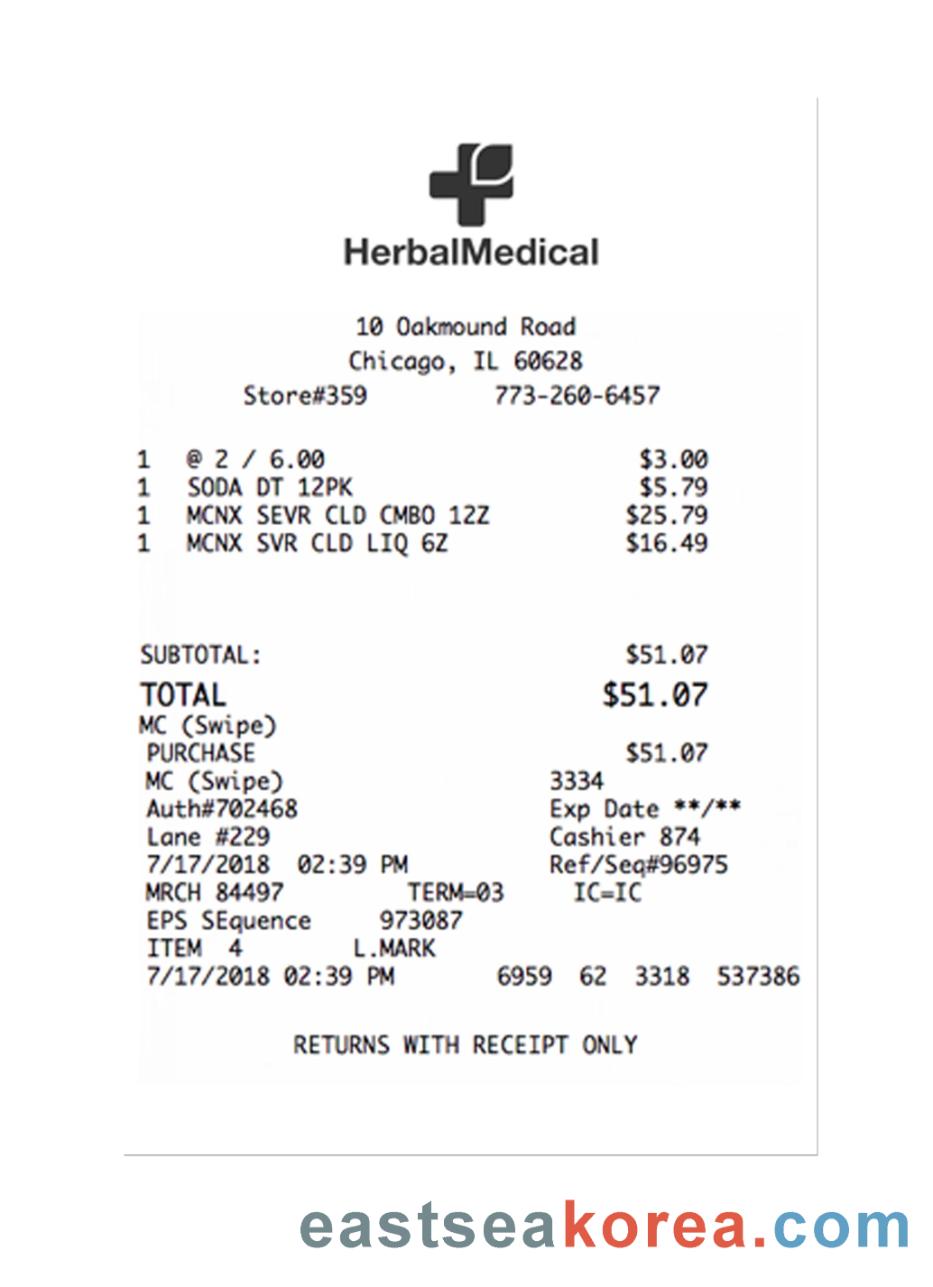 HerbalMedical
10 Oakmound Road
Chicago, IL 60628
Store#359 773-260-6457
1 @ 2 / 6.00 $3.00
1 SODA DT 12PK $5.79
1 MCNX SEVR CLD CMBO 12Z $25.79
1 MCNX SVR CLD LIQ 6Z $16.49
SUBTOTAL: $51.07
TOTAL $51.07
MC (Swipe)
PURCHASE $51.07
MC (Swipe) 3334
Auth#702468 Exp Date **/**
Lane #229 Cashier 874
7/17/2018 02:39 PM Ref/Seq#96975
MRCH 84497 TERM=03 IC=IC
EPS SEquence 973087
ITEM 4 L.MARK
7/17/2018 02:39 PM 6959 62 3318 537386
RETURNS WITH RECEIPT ONLY
eastseakorea.com